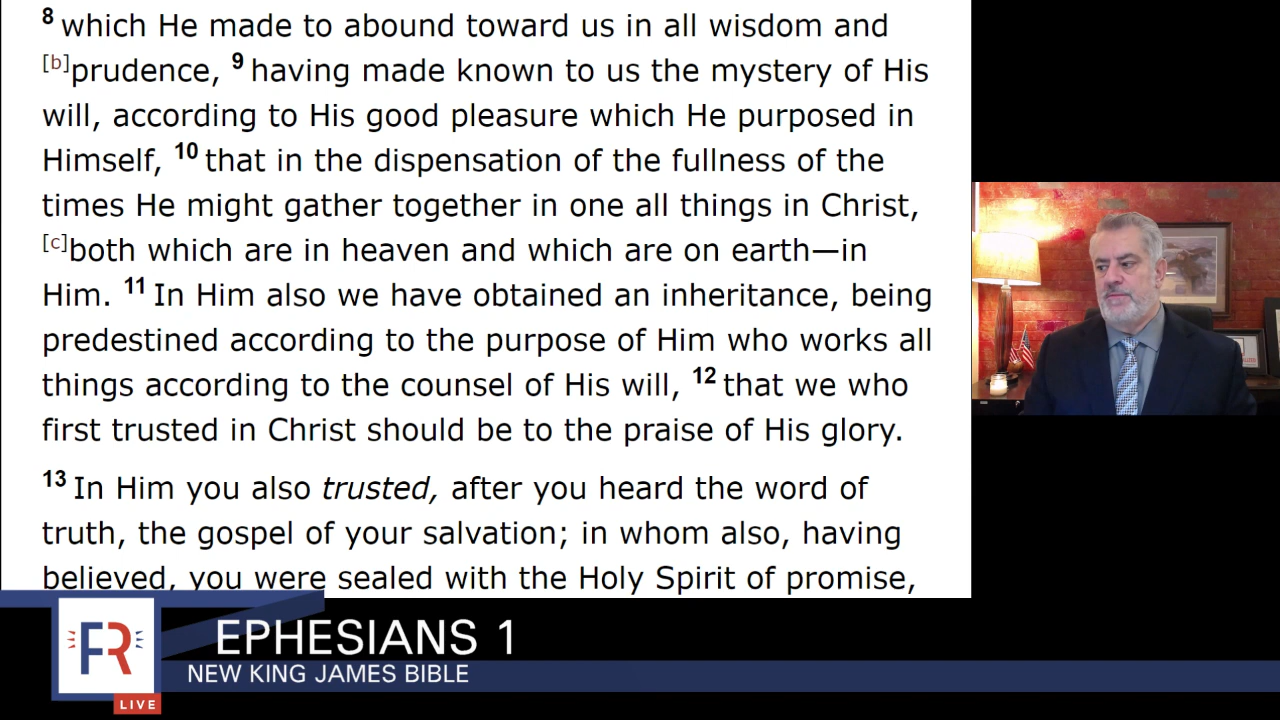 8 which He made to abound toward us in all wisdom and
[b]prudence, 9 having made known to us the mystery of His
will, according to His good pleasure which He purposed in
Himself, 10 that in the dispensation of the fullness of the
times He might gather together in one all things in Christ,
[c]both which are in heaven and which are on earth—in
Him. 11 In Him also we have obtained an inheritance, being
predestined according to the purpose of Him who works all
things according to the counsel of His will, 12 that we who
first trusted in Christ should be to the praise of His glory.
13 In Him you also trusted, after you heard the word of
truth, the gospel of your salvation; in whom also, having
believed, you were sealed with the Holy Spirit of promise,
FR
LIVE
EPHESIANS 1
NEW KING JAMES BIBLE